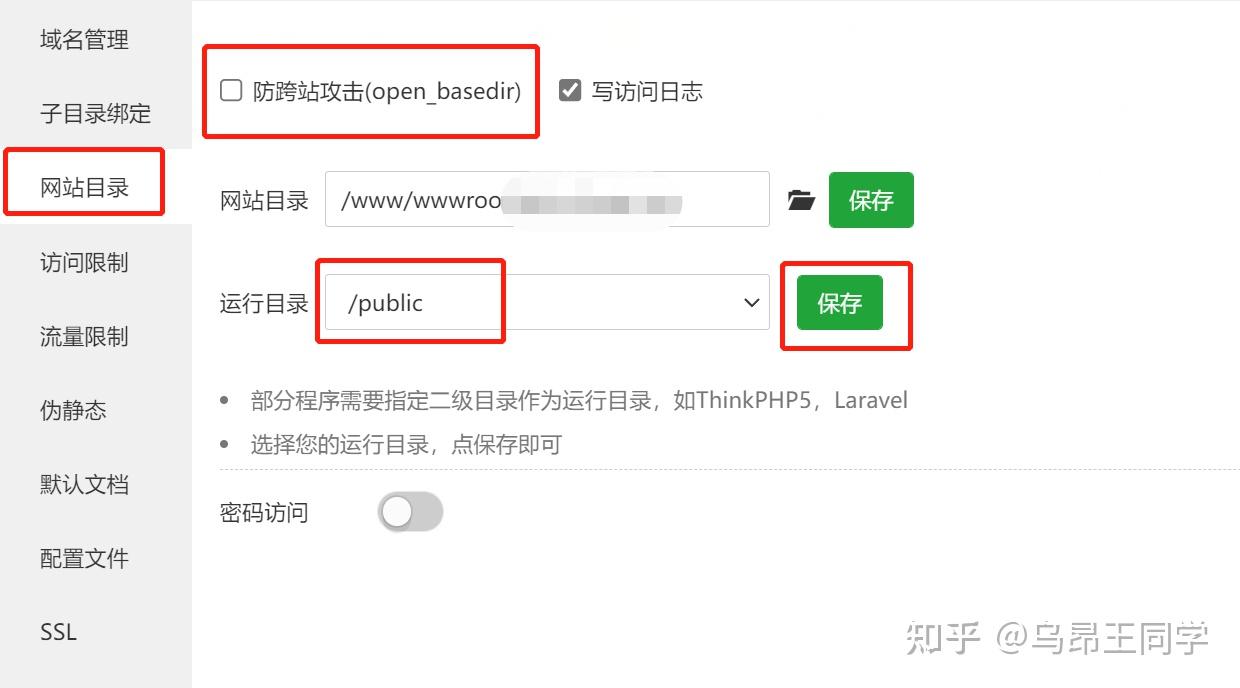 域名管理
子目录绑定
网站目录
访问限制
流量限制
伪静态
默认文档
配置文件
SSL
防跨站攻击(open_basedir) 写访问日志
网站目录 /www/wwwroo 保存
运行目录 /public 保存
部分程序需要指定二级目录作为运行目录，如ThinkPHP5，Laravel
选择您的运行目录，点保存即可
密码访问
知乎 @乌昂王同学